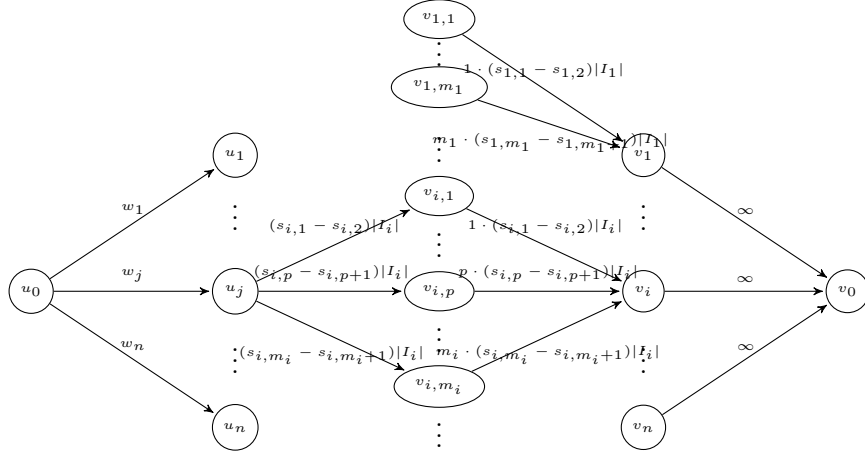 v_{1,1}
1 · (s_{1,1} − s_{1,2})|I_1|
v_{1,m_1}
m_1 · (s_{1,m_1} − s_{1,m_1+1})|I_1|
u_1
v_1
w_1
v_{i,1}
∞
(s_{i,1} − s_{i,2})|I_i|
1 · (s_{i,1} − s_{i,2})|I_i|
w_j
(s_{i,p} − s_{i,p+1})|I_i|
p · (s_{i,p} − s_{i,p+1})|I_i|
∞
u_0
u_j
v_{i,p}
v_i
v_0
w_n
(s_{i,m_i} − s_{i,m_i+1})|I_i|
m_i · (s_{i,m_i} − s_{i,m_i+1})|I_i|
∞
v_{i,m_i}
u_n
v_n